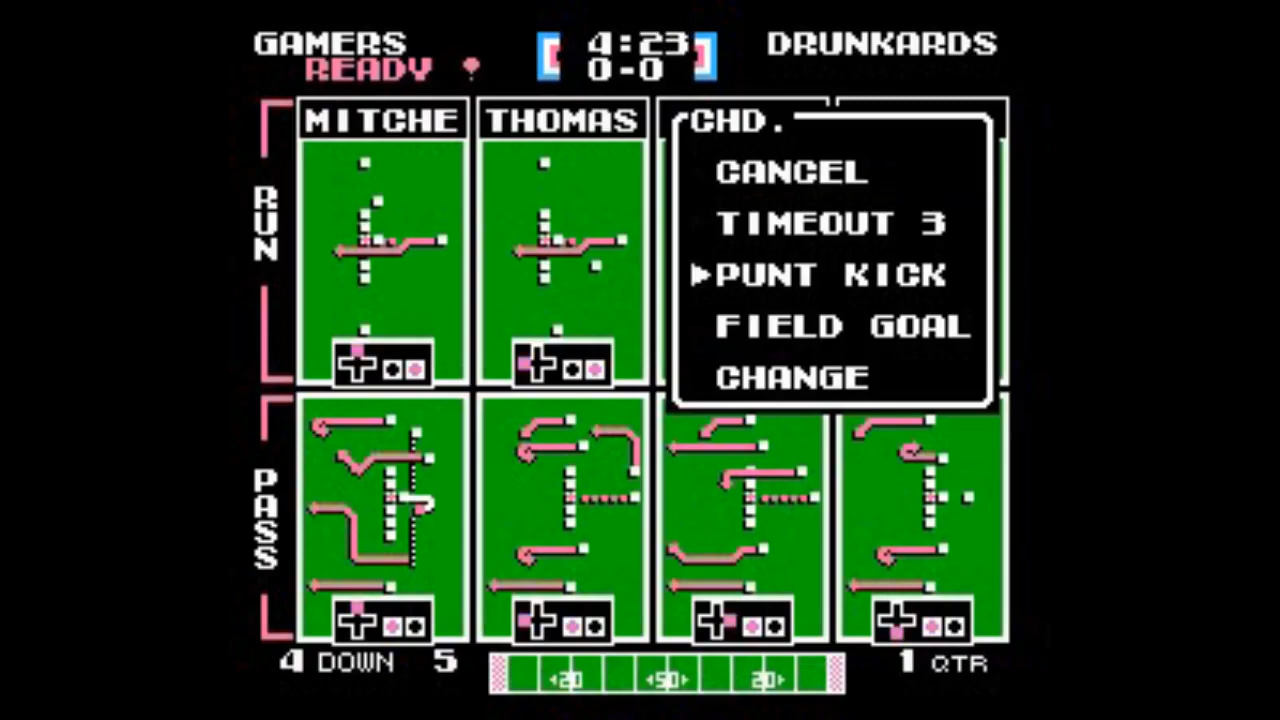 GAMERS
READY
4:23
0-0
DRUNKARDS
RUN
MITCHE
THOMAS
CHD.
CANCEL
TIMEOUT 3
PUNT KICK
FIELD GOAL
CHANGE
PASS
4 DOWN 5
20 50 20
1 QTR